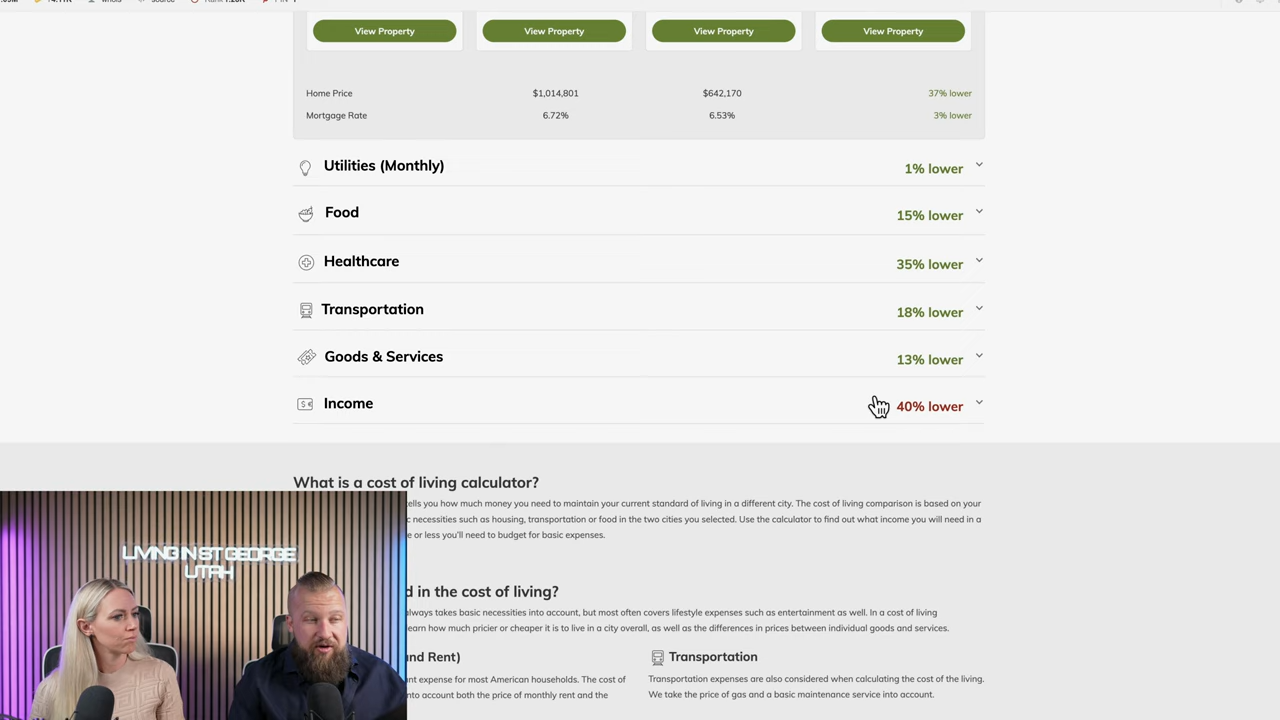 View Property
View Property
View Property
View Property
Home Price $1,014,801 $642,170 37% lower
Mortgage Rate 6.72% 6.53% 3% lower
Utilities (Monthly) 1% lower
Food 15% lower
Healthcare 35% lower
Transportation 18% lower
Goods & Services 13% lower
Income 40% lower
What is a cost of living calculator?
tells you how much money you need to maintain your current standard of living in a different city. The cost of living comparison is based on your
necessities such as housing, transportation or food in the two cities you selected. Use the calculator to find out what income you will need in a
or less you'll need to budget for basic expenses.
d in the cost of living?
always takes basic necessities into account, but most often covers lifestyle expenses such as entertainment as well. In a cost of living
earn how much pricier or cheaper it is to live in a city overall, as well as the differences in prices between individual goods and services.
and Rent)
ant expense for most American households. The cost of
into account both the price of monthly rent and the
Transportation
Transportation expenses are also considered when calculating the cost of the living.
We take the price of gas and a basic maintenance service into account.
LIVING IN ST GEORGE
UTAH